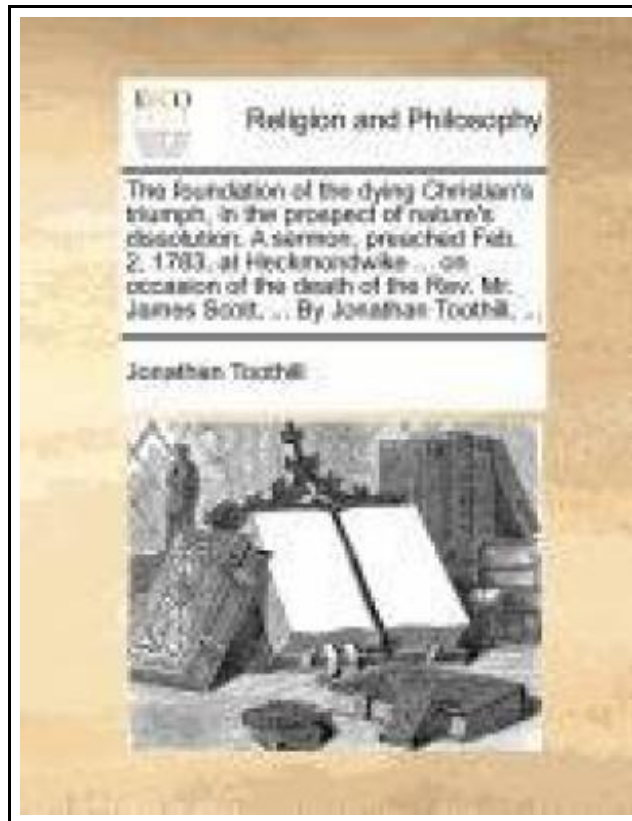 ECCO
Religion and Philosophy
The foundation of the dying Christian's
triumph, in the prospect of nature's
dissolution. A sermon, preached Feb.
2, 1783, at Heckmondwike ... on
occasion of the death of the Rev. Mr.
James Scott, ... By Jonathan Toothill, ...
Jonathan Toothill